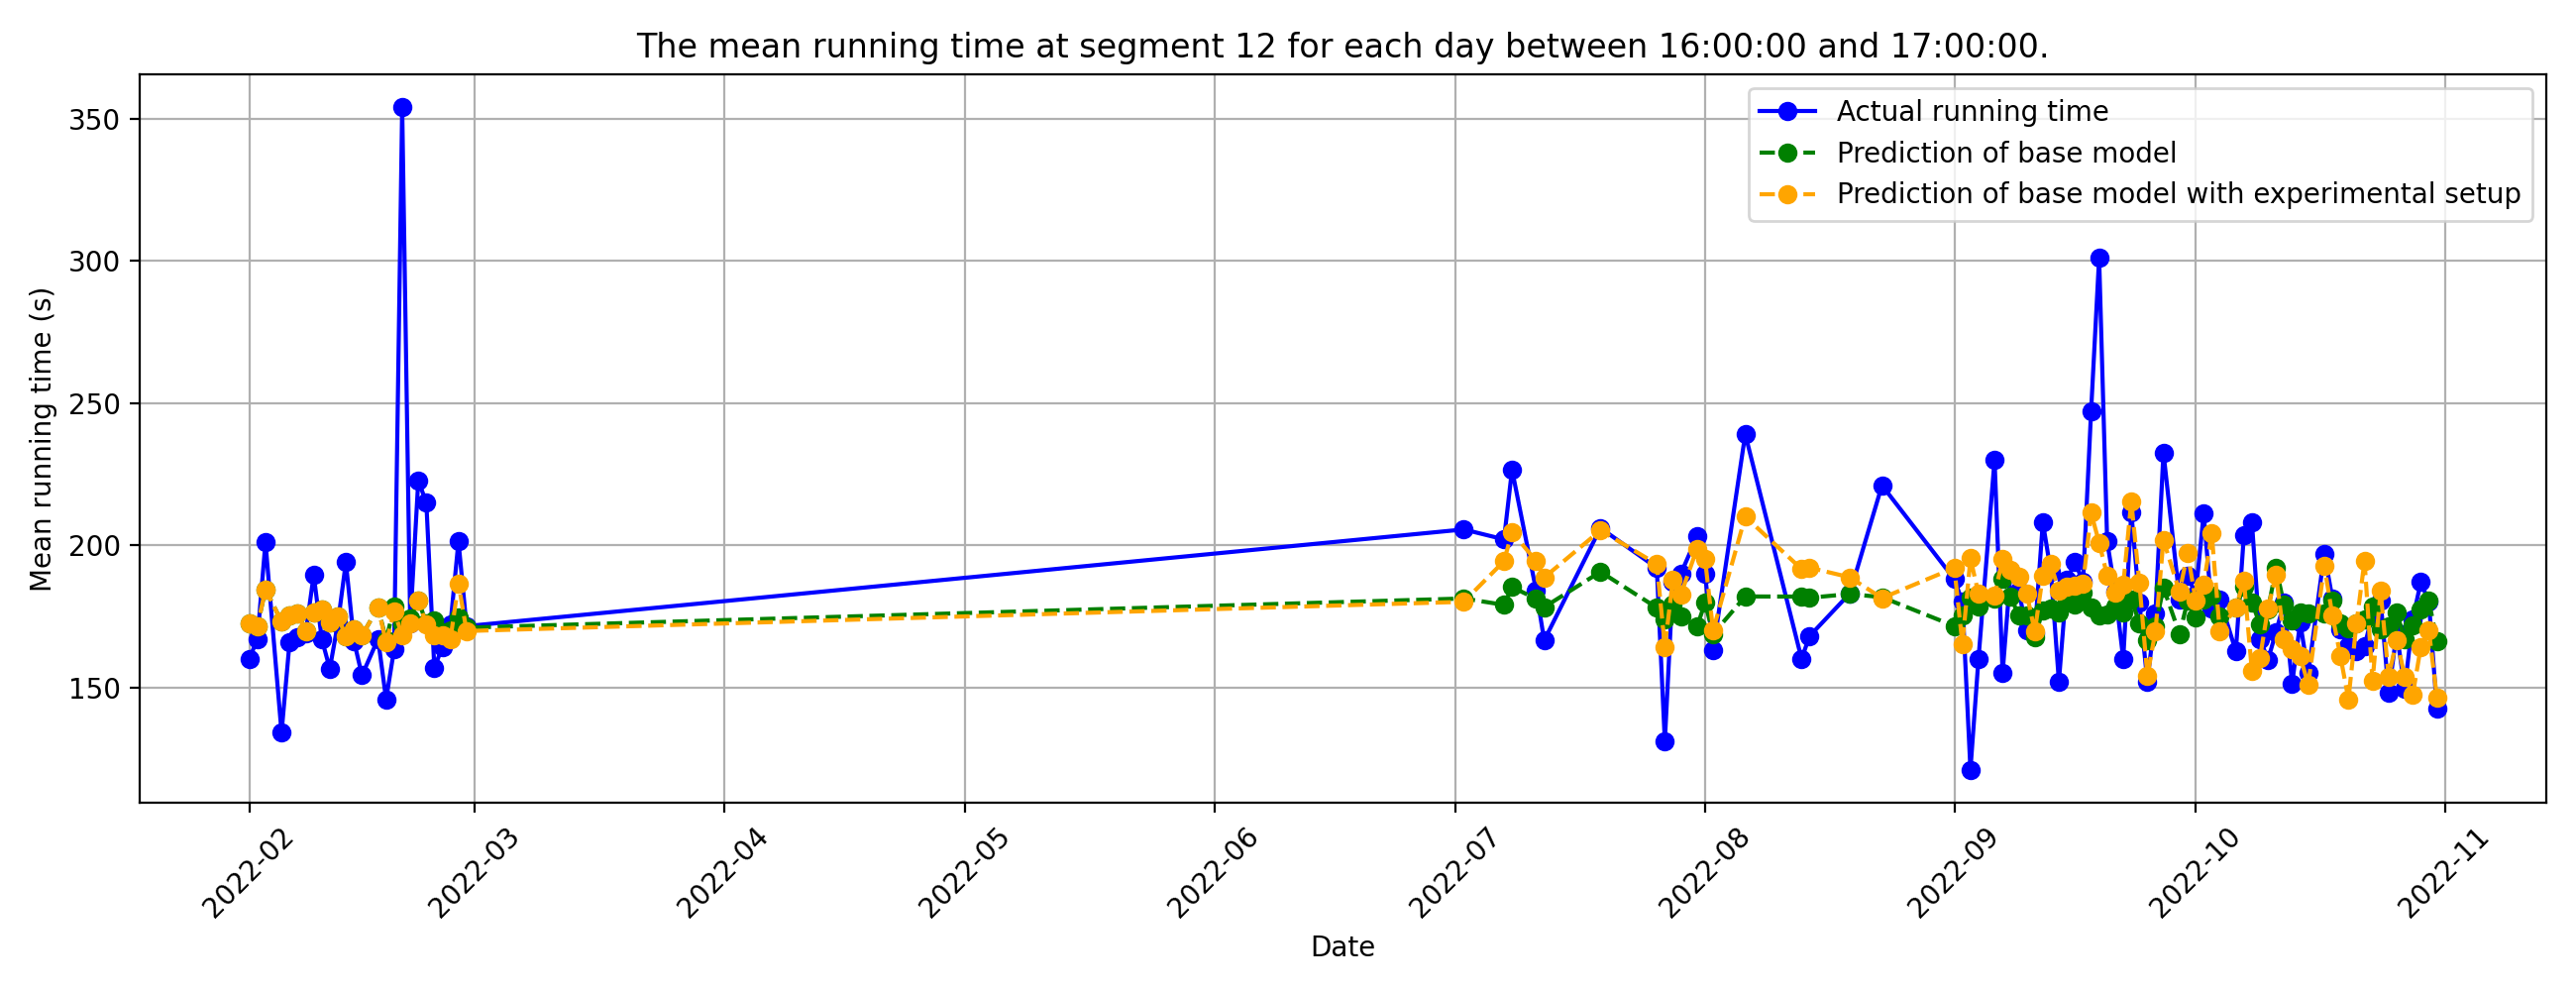 The mean running time at segment 12 for each day between 16:00:00 and 17:00:00.
Actual running time
Prediction of base model
Prediction of base model with experimental setup
Mean running time (s)
350
300
250
200
150
2022-02
2022-03
2022-04
2022-05
2022-06
2022-07
2022-08
2022-09
2022-10
2022-11
Date